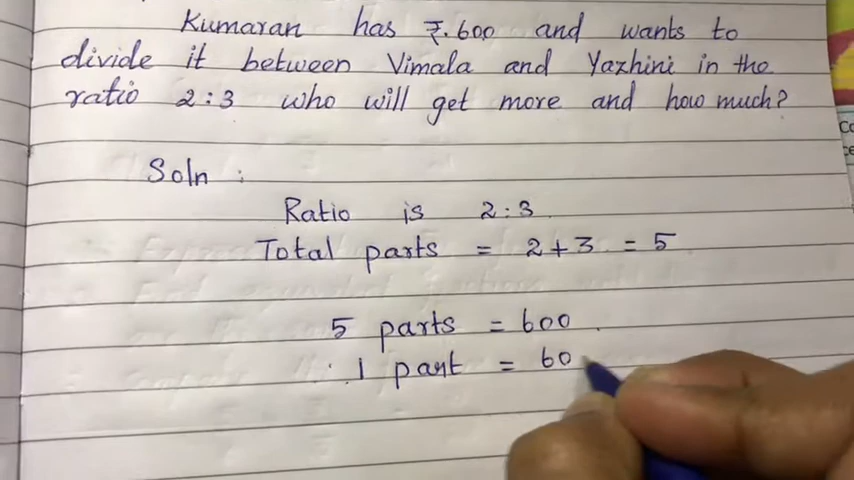 Kumaran has ₹.600 and wants to
divide it between Vimala and Yazhini in the
ratio 2:3 who will get more and how much?
Soln :
Ratio is 2:3
Total parts = 2+3 = 5
5 parts = 600
1 part = 60